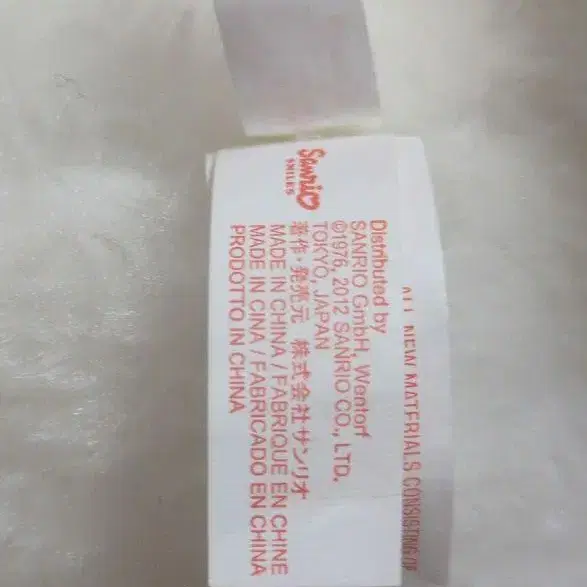 Sanrio
SMILES
Distributed by
SANRIO GmbH, Wentorf
©1976, 2012 SANRIO CO., LTD.
TOKYO, JAPAN
著作・発売元 株式会社サンリオ
MADE IN CHINA / FABRIQUE EN CHINE
MADE IN CINA / FABRICADO EN CHINA
PRODOTTO IN CHINA
ALL NEW MATERIALS CONSISTING OF